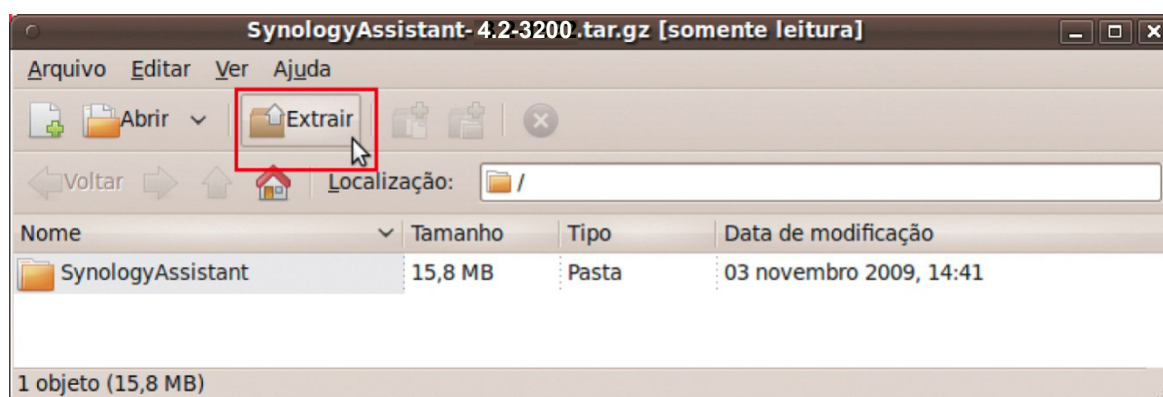 SynologyAssistant-4.2-3200.tar.gz [somente leitura]
Arquivo Editar Ver Ajuda
Abrir Extrair
Voltar Localização: /
Nome Tamanho Tipo Data de modificação
SynologyAssistant 15,8 MB Pasta 03 novembro 2009, 14:41
1 objeto (15,8 MB)